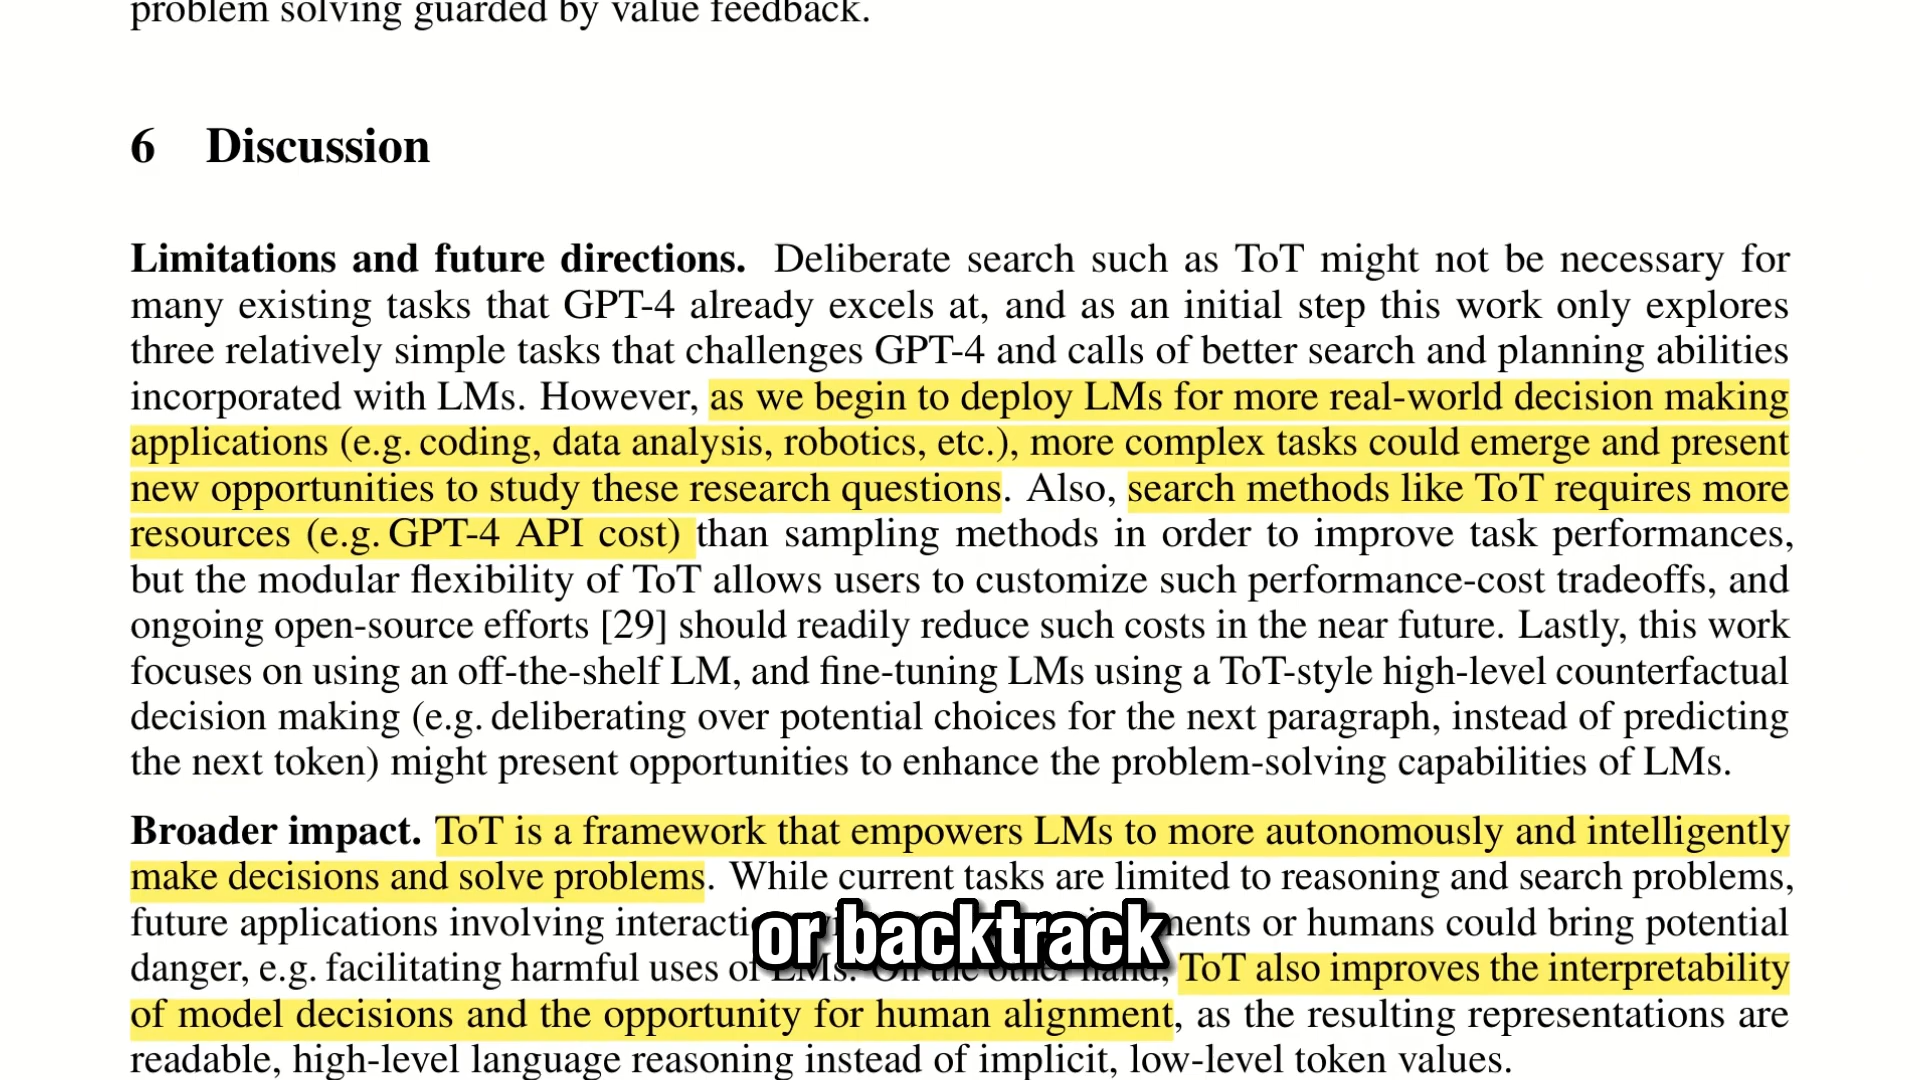 problem solving guarded by value feedback.
6 Discussion
Limitations and future directions. Deliberate search such as ToT might not be necessary for
many existing tasks that GPT-4 already excels at, and as an initial step this work only explores
three relatively simple tasks that challenges GPT-4 and calls of better search and planning abilities
incorporated with LMs. However, as we begin to deploy LMs for more real-world decision making
applications (e.g. coding, data analysis, robotics, etc.), more complex tasks could emerge and present
new opportunities to study these research questions. Also, search methods like ToT requires more
resources (e.g. GPT-4 API cost) than sampling methods in order to improve task performances,
but the modular flexibility of ToT allows users to customize such performance-cost tradeoffs, and
ongoing open-source efforts [29] should readily reduce such costs in the near future. Lastly, this work
focuses on using an off-the-shelf LM, and fine-tuning LMs using a ToT-style high-level counterfactual
decision making (e.g. deliberating over potential choices for the next paragraph, instead of predicting
the next token) might present opportunities to enhance the problem-solving capabilities of LMs.
Broader impact. ToT is a framework that empowers LMs to more autonomously and intelligently
make decisions and solve problems. While current tasks are limited to reasoning and search problems,
future applications involving or humans could bring potential
danger, e.g. facilitating harmful uses of LMs. On the other hand, ToT also improves the interpretability
of model decisions and the opportunity for human alignment, as the resulting representations are
readable, high-level language reasoning instead of implicit, low-level token values.
or backtrack